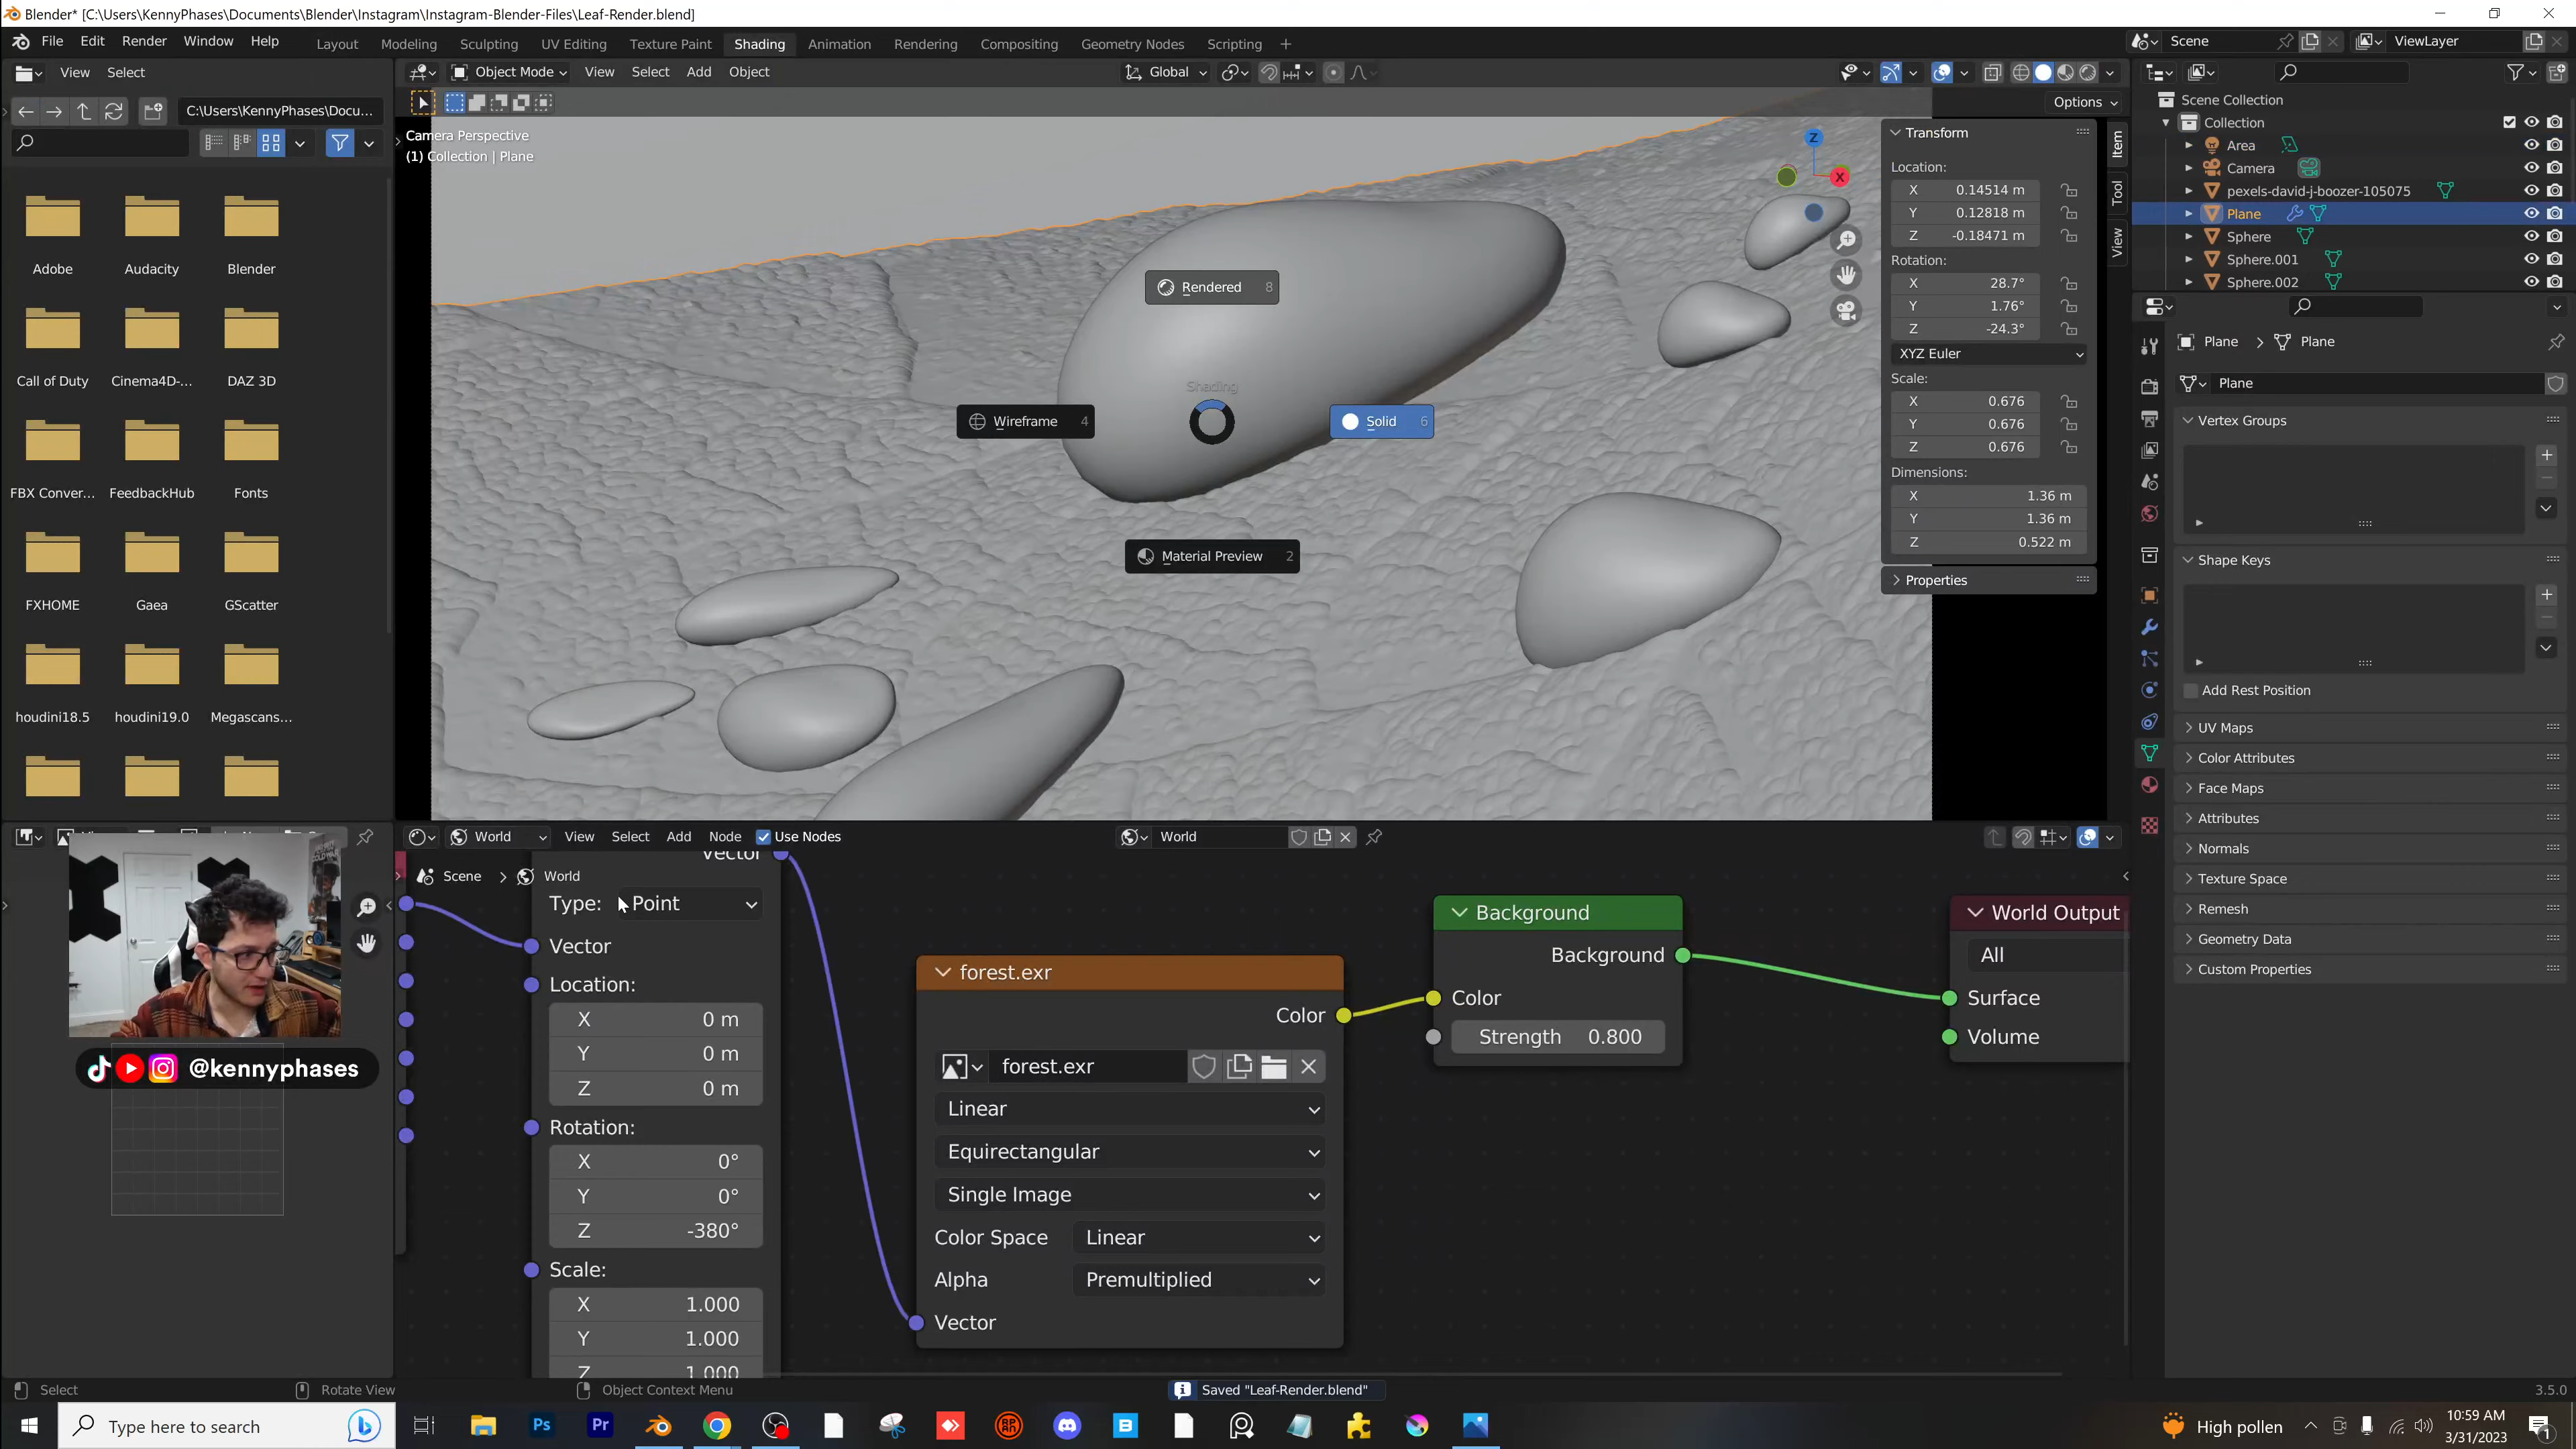 Blender* [C:\Users\KennyPhases\Documents\Blender\Instagram\Instagram-Blender-Files\Leaf-Render.blend]
File Edit Render Window Help
Layout Modeling Sculpting UV Editing Texture Paint Shading Animation Rendering Compositing Geometry Nodes Scripting +
Scene
ViewLayer
View Select
C:\Users\KennyPhases\Docu...
Adobe Audacity Blender
Call of Duty Cinema4D-... DAZ 3D
FBX Conver... FeedbackHub Fonts
FXHOME Gaea GScatter
houdini18.5 houdini19.0 Megascans...
Object Mode View Select Add Object
Global
Options
Camera Perspective
(1) Collection | Plane
Rendered 8
Shading
Wireframe 4
Solid 6
Material Preview 2
Z
X
Transform
Location:
X 0.14514 m
Y 0.12818 m
Z -0.18471 m
Rotation:
X 28.7°
Y 1.76°
Z -24.3°
XYZ Euler
Scale:
X 0.676
Y 0.676
Z 0.676
Dimensions:
X 1.36 m
Y 1.36 m
Z 0.522 m
Properties
Item
Tool
View
Scene Collection
Collection
Area
Camera
pexels-david-j-boozer-105075
Plane
Sphere
Sphere.001
Sphere.002
Plane > Plane
Plane
Vertex Groups
Shape Keys
Add Rest Position
UV Maps
Color Attributes
Face Maps
Attributes
Normals
Texture Space
Remesh
Geometry Data
Custom Properties
World View Select Add Node Use Nodes
World
Scene > World
Vector
Type: Point
Vector
Location:
X 0 m
Y 0 m
Z 0 m
Rotation:
X 0°
Y 0°
Z -380°
Scale:
X 1.000
Y 1.000
Z 1.000
forest.exr
Color
forest.exr
Linear
Equirectangular
Single Image
Color Space Linear
Alpha Premultiplied
Vector
Background
Background
Color
Strength 0.800
World Output
All
Surface
Volume
@kennyphases
Select
Rotate View
Object Context Menu
Saved "Leaf-Render.blend"
3.5.0
Type here to search
Ps
Pr
High pollen
10:59 AM
3/31/2023
1